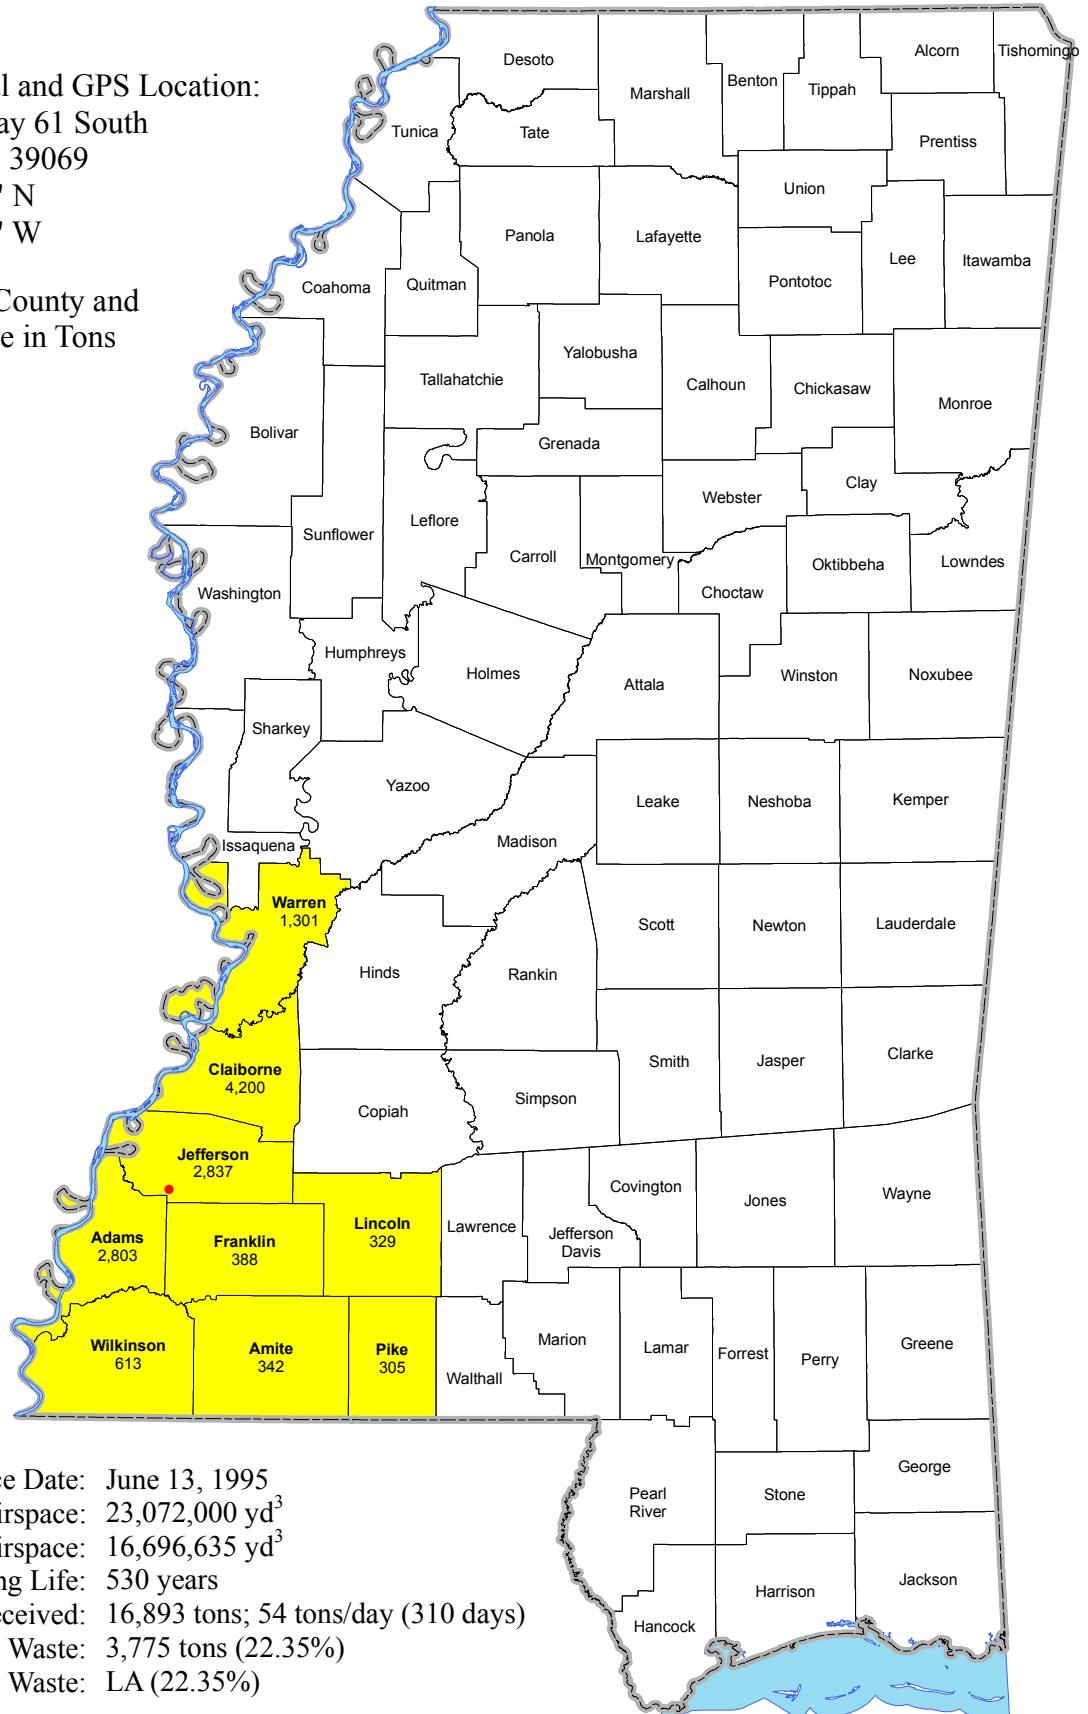 l and GPS Location:
ay 61 South
39069
' N
' W
County and
e in Tons
Desoto
Marshall
Benton
Tippah
Alcorn
Tishomingo
Tunica
Tate
Prentiss
Union
Panola
Lafayette
Pontotoc
Lee
Itawamba
Coahoma
Quitman
Yalobusha
Tallahatchie
Calhoun
Chickasaw
Monroe
Bolivar
Grenada
Clay
Webster
Leflore
Sunflower
Carroll
Montgomery
Oktibbeha
Lowndes
Washington
Choctaw
Humphreys
Holmes
Attala
Winston
Noxubee
Sharkey
Yazoo
Leake
Neshoba
Kemper
Issaquena
Madison
Warren
1,301
Scott
Newton
Lauderdale
Hinds
Rankin
Smith
Jasper
Clarke
Claiborne
4,200
Copiah
Simpson
Jefferson
2,837
Covington
Jones
Wayne
Lincoln
329
Lawrence
Jefferson
Davis
Adams
2,803
Franklin
388
Wilkinson
613
Amite
342
Pike
305
Walthall
Marion
Lamar
Forrest
Perry
Greene
George
Pearl
River
Stone
Harrison
Jackson
Hancock
ce Date: June 13, 1995
irspace: 23,072,000 yd³
irspace: 16,696,635 yd³
ng Life: 530 years
eceived: 16,893 tons; 54 tons/day (310 days)
Waste: 3,775 tons (22.35%)
Waste: LA (22.35%)